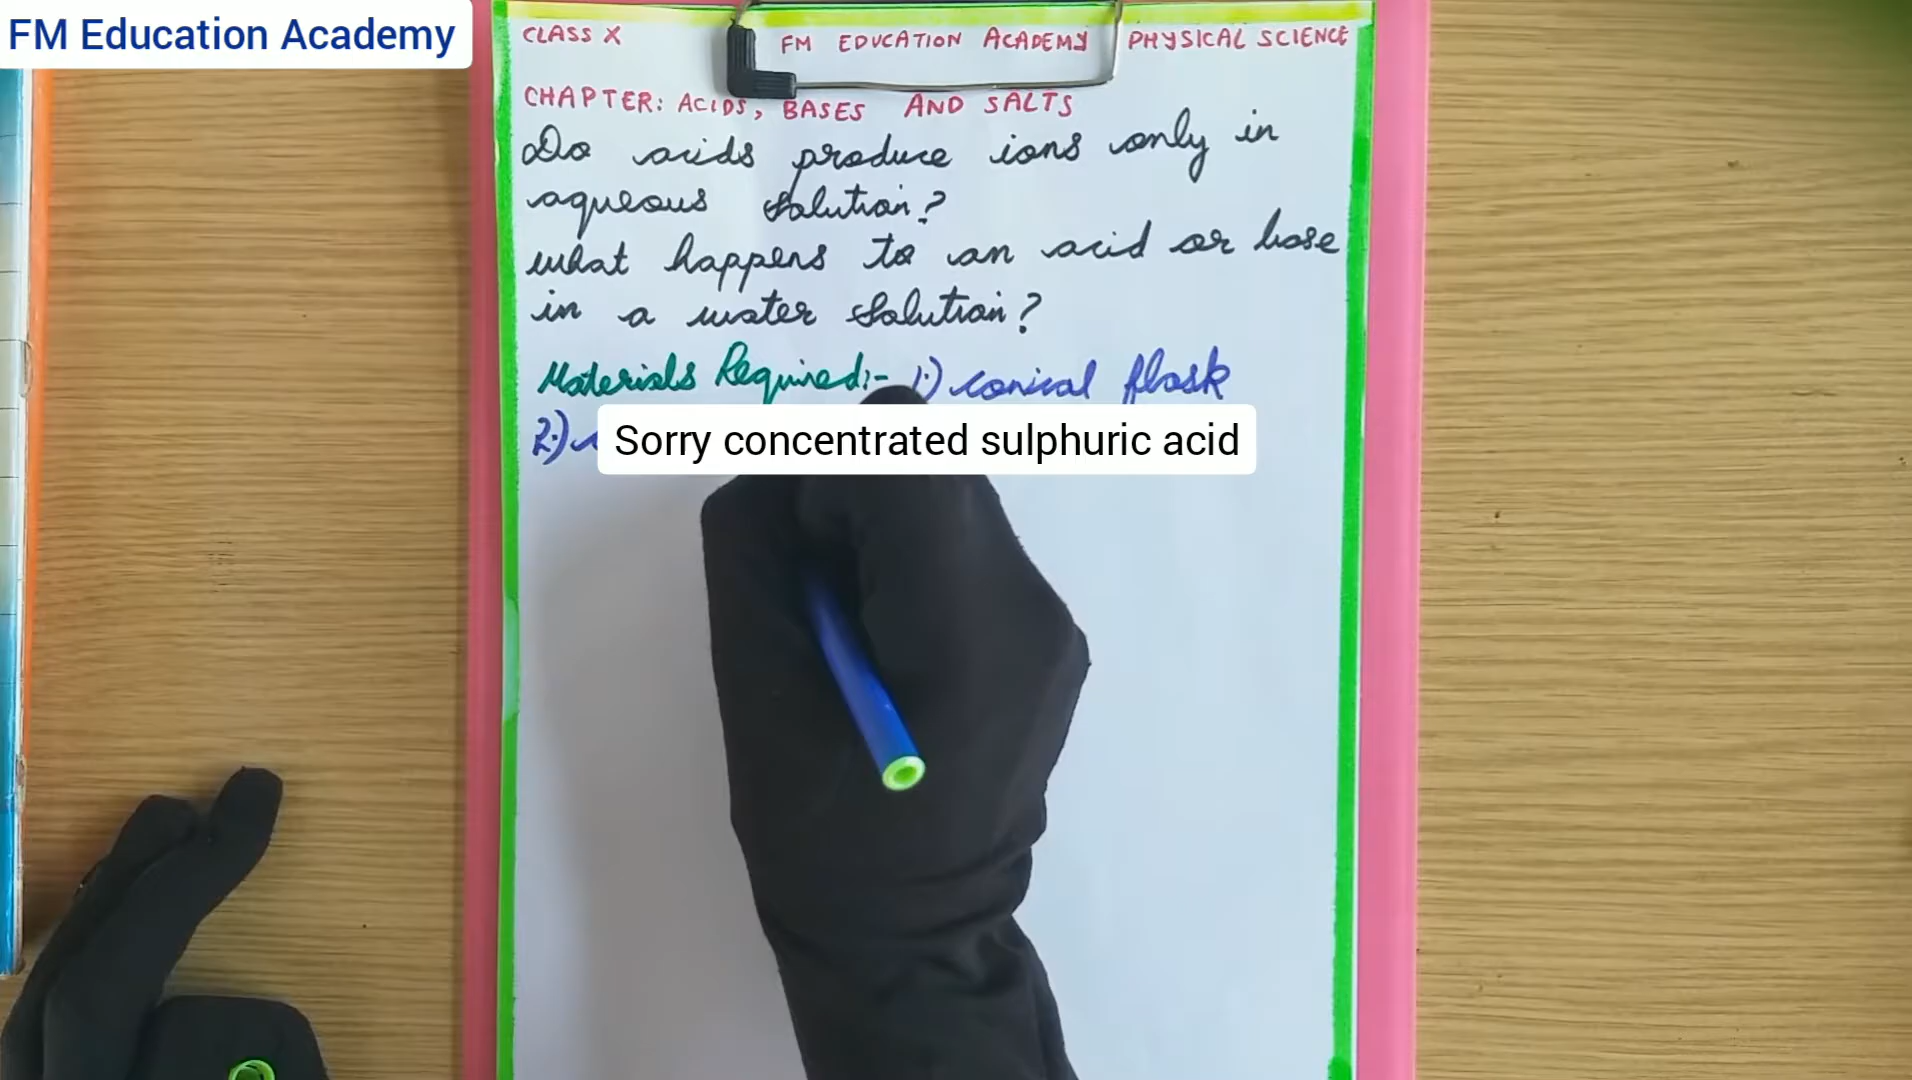 FM Education Academy
CLASS X FM EDUCATION ACADEMY PHYSICAL SCIENCE
CHAPTER: ACIDS, BASES AND SALTS
Do acids produce ions only in
aqueous solution?
what happens to an acid or base
in a water solution?
Materials Required:- 1.) conical flask
2.)
Sorry concentrated sulphuric acid